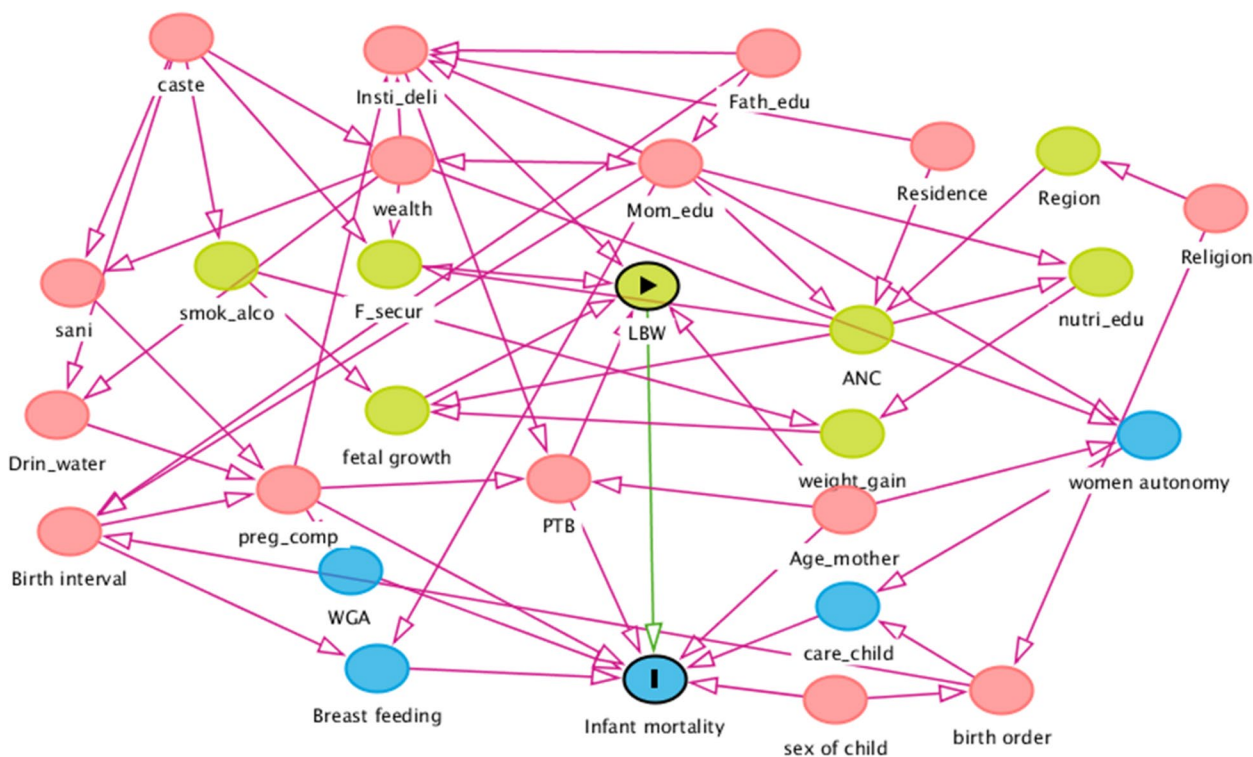 caste
Insti_deli
Fath_edu
Residence
Region
Religion
wealth
Mom_edu
sani
smok_alco
F_secur
LBW
ANC
nutri_edu
Drin_water
fetal growth
weight_gain
women autonomy
Birth interval
preg_comp
PTB
Age_mother
WGA
care_child
Breast feeding
Infant mortality
sex of child
birth order